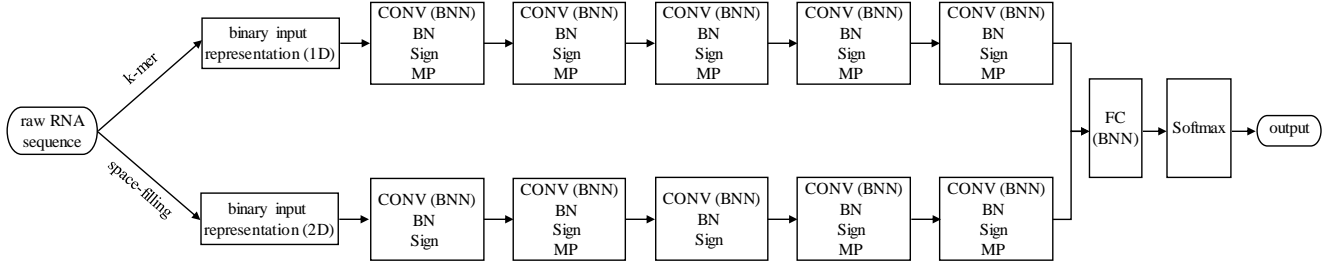 raw RNA
sequence
k-mer
space-filling
binary input
representation (1D)
CONV (BNN)
BN
Sign
MP
CONV (BNN)
BN
Sign
MP
CONV (BNN)
BN
Sign
MP
CONV (BNN)
BN
Sign
MP
CONV (BNN)
BN
Sign
MP
binary input
representation (2D)
CONV (BNN)
BN
Sign
CONV (BNN)
BN
Sign
MP
CONV (BNN)
BN
Sign
CONV (BNN)
BN
Sign
MP
CONV (BNN)
BN
Sign
MP
FC
(BNN)
Softmax
output